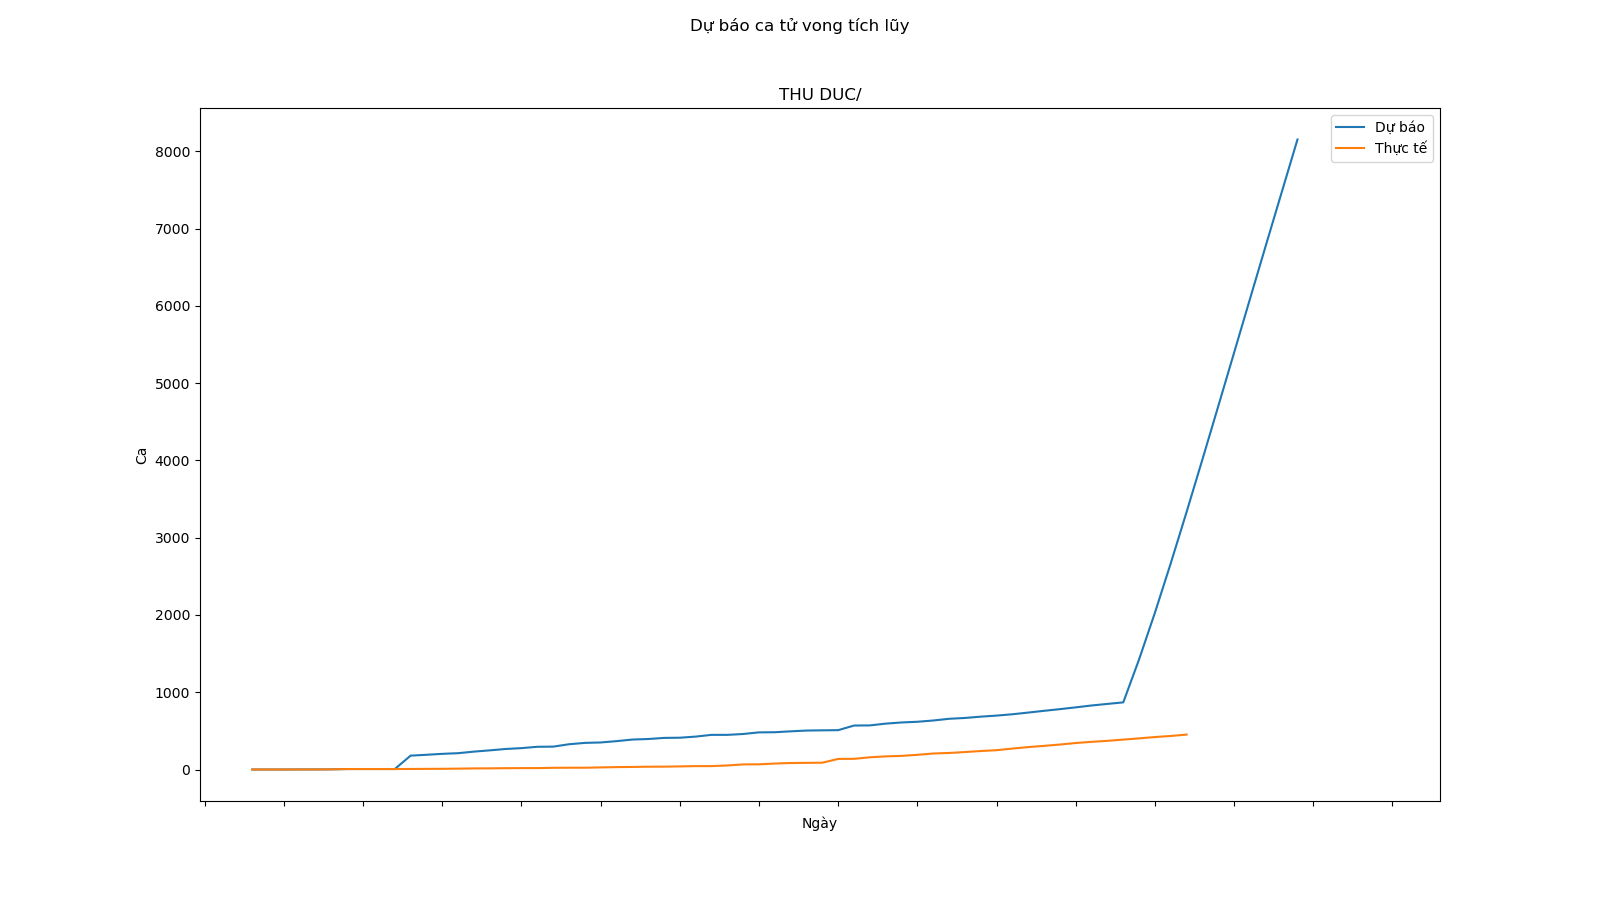 Dự báo ca tử vong tích lũy
THU DUC/
Dự báo
Thực tế
8000
7000
6000
5000
4000
3000
2000
1000
0
Ca
Ngày